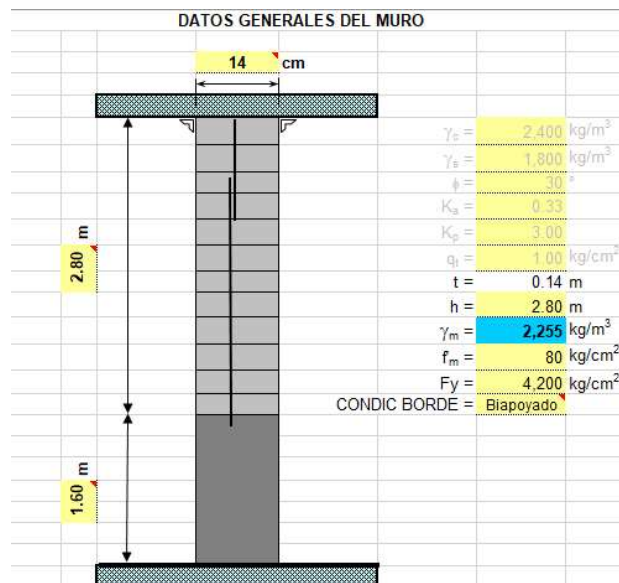 DATOS GENERALES DEL MURO
14 cm
γc = 2,400 kg/m³
γs = 1,800 kg/m³
ϕ = 30 °
Ka = 0.33
Kp = 3.00
qt = 1.00 kg/cm²
t = 0.14 m
2.80 m
h = 2.80 m
γm = 2,255 kg/m³
f'm = 80 kg/cm²
Fy = 4,200 kg/cm²
CONDIC BORDE = Biapoyado
1.60 m